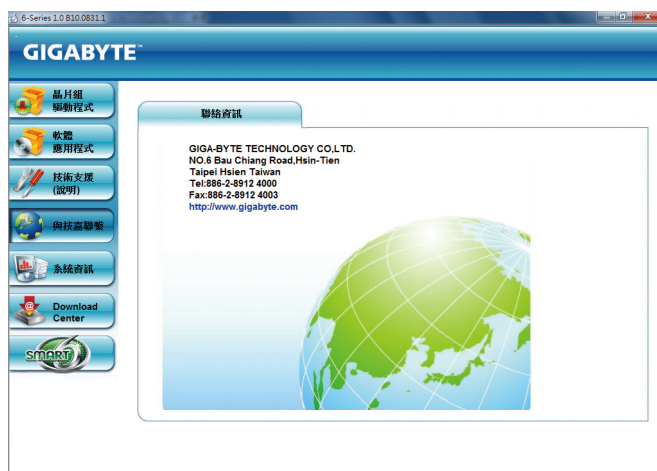 6-Series 1.0 B10.0831.1
GIGABYTE™
晶片組
驅動程式
軟體
應用程式
技術支援
(說明)
與技嘉聯繫
系統資訊
Download
Center
SMART6
聯絡資訊
GIGA-BYTE TECHNOLOGY CO,LTD.
NO.6 Bau Chiang Road,Hsin-Tien
Taipei Hsien Taiwan
Tel:886-2-8912 4000
Fax:886-2-8912 4003
http://www.gigabyte.com